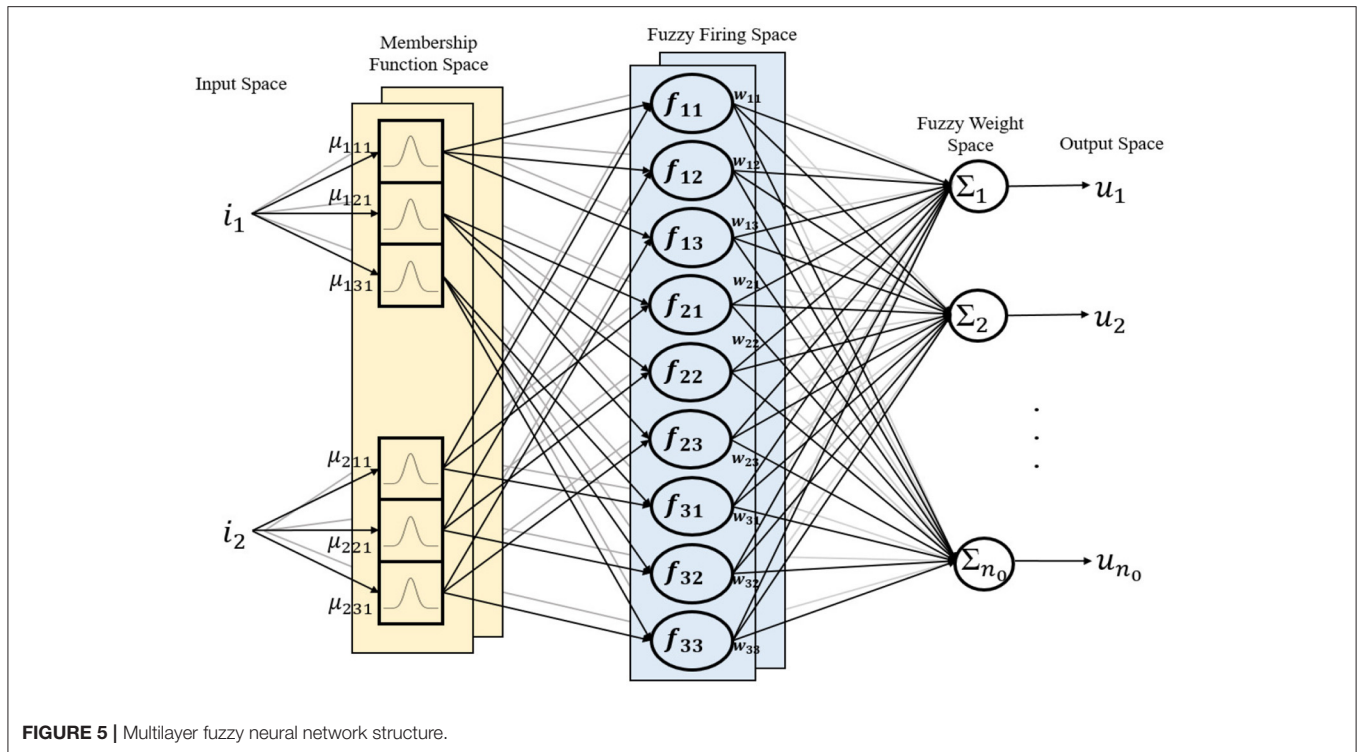 Input Space
Membership
Function Space
Fuzzy Firing Space
Fuzzy Weight
Space
Output Space
i₁
μ₁₁₁
μ₁₂₁
μ₁₃₁
i₂
μ₂₁₁
μ₂₂₁
μ₂₃₁
f₁₁
w₁₁
f₁₂
w₁₂
f₁₃
w₁₃
f₂₁
w₂₁
f₂₂
w₂₂
f₂₃
w₂₃
f₃₁
w₃₁
f₃₂
w₃₂
f₃₃
w₃₃
Σ₁
u₁
Σ₂
u₂
Σₙ₀
uₙ₀
FIGURE 5 | Multilayer fuzzy neural network structure.